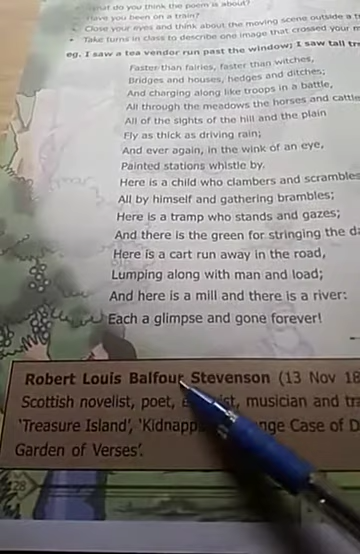 What do you think the poem is about?
Have you been on a train?
Close your eyes and think about the moving scene outside a
Take turns in class to describe one image that crossed your
eg. I saw a tea vendor run past the window; I saw tall
Faster than fairies, faster than witches,
Bridges and houses, hedges and ditches;
And charging along like troops in a battle,
All through the meadows the horses and cattle
All of the sights of the hill and the plain
Fly as thick as driving rain;
And ever again, in the wink of an eye,
Painted stations whistle by.
Here is a child who clambers and scrambles
All by himself and gathering brambles;
Here is a tramp who stands and gazes;
And there is the green for stringing the
Here is a cart run away in the road,
Lumping along with man and load;
And here is a mill and there is a river:
Each a glimpse and gone forever!
Robert Louis Balfour Stevenson (13 Nov 18
Scottish novelist, poet, musician and
'Treasure Island', Case of
Garden of Verses'.
28